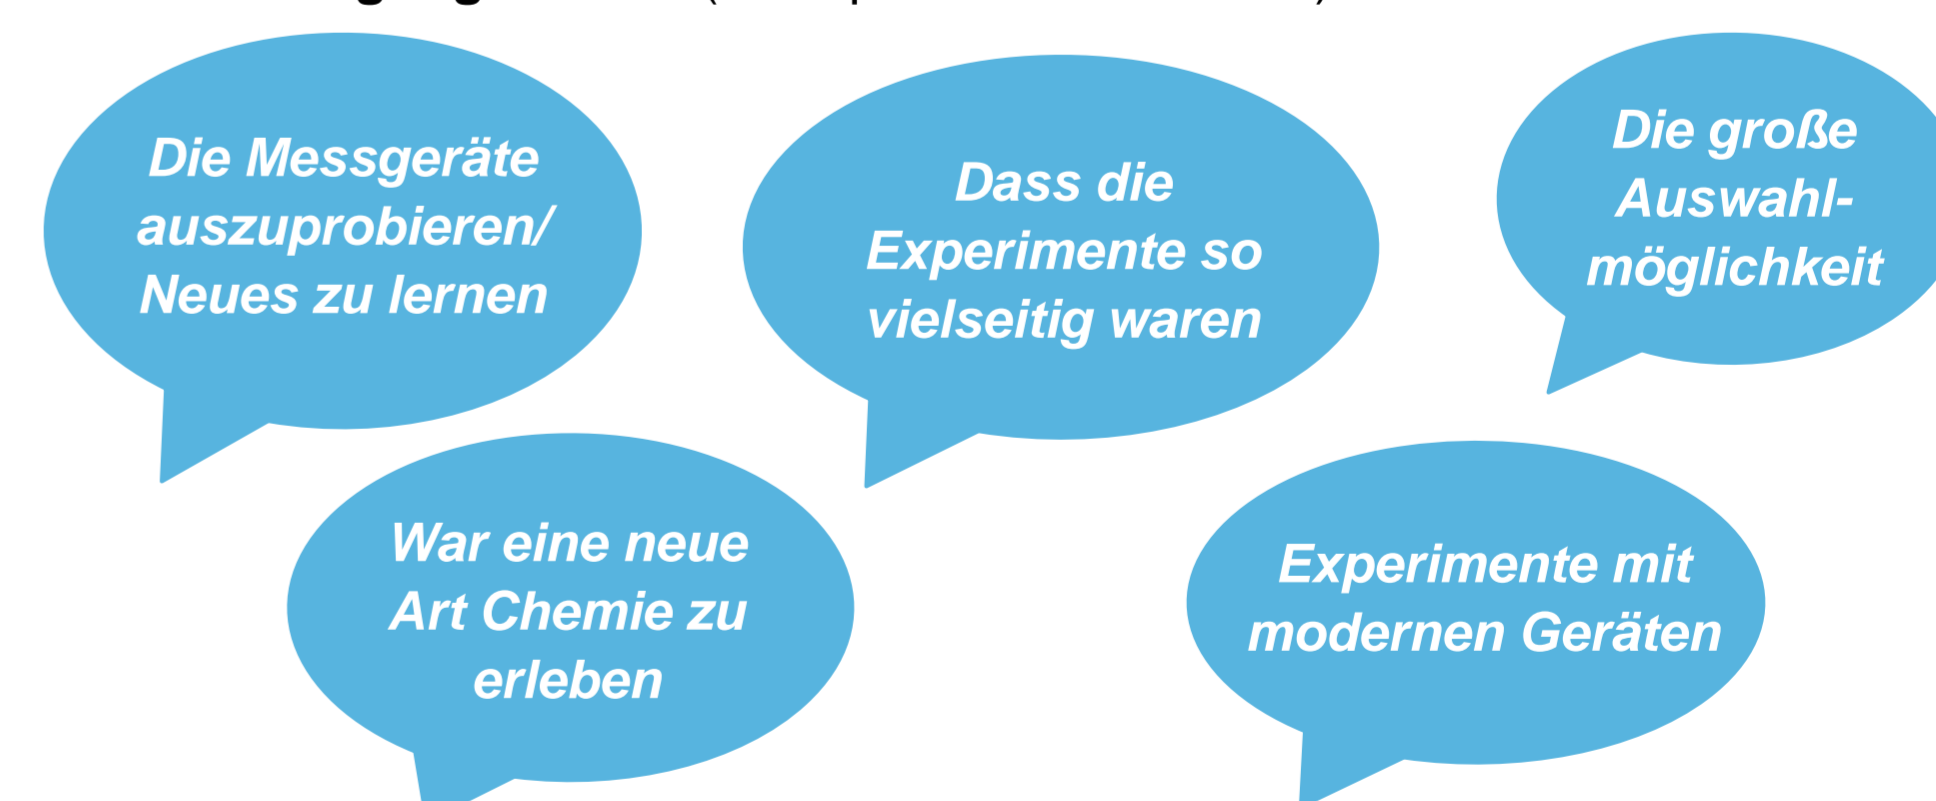 Die Messgeräte
auszuprobieren/
Neues zu lernen
Dass die
Experimente so
vielseitig waren
Die große
Auswahl-
möglichkeit
War eine neue
Art Chemie zu
erleben
Experimente mit
modernen Geräten